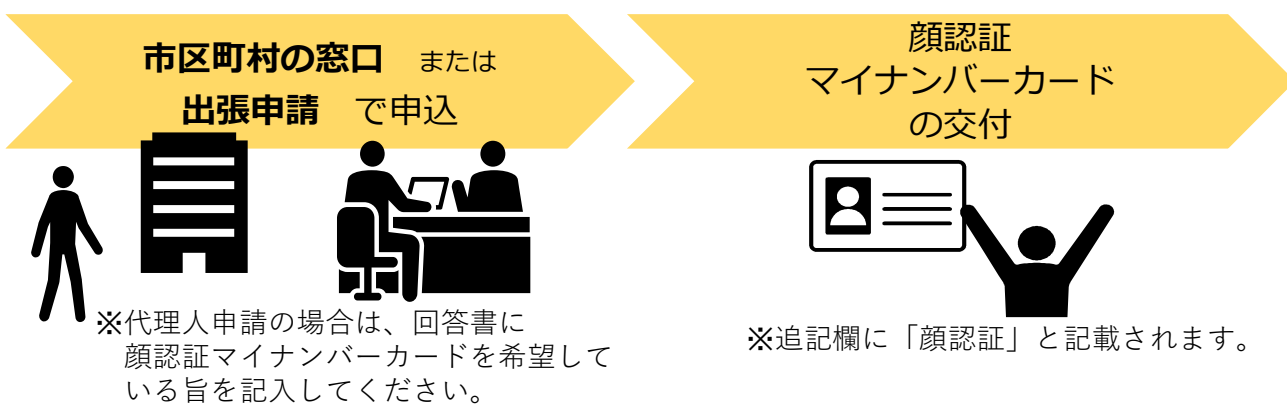 市区町村の窓口　または
出張申請　で申込
※代理人申請の場合は、回答書に
顔認証マイナンバーカードを希望して
いる旨を記入してください。
顔認証
マイナンバーカード
の交付
※追記欄に「顔認証」と記載されます。